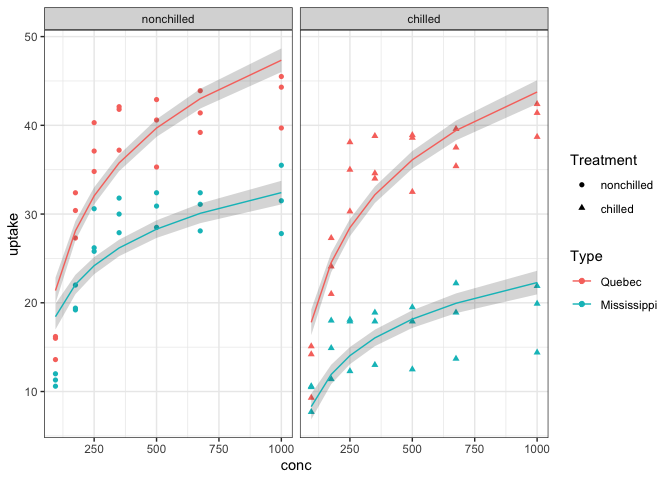 nonchilled chilled
50
40
30
20
10
uptake
250 500 750 1000 250 500 750 1000
conc
Treatment
nonchilled
chilled
Type
Quebec
Mississippi